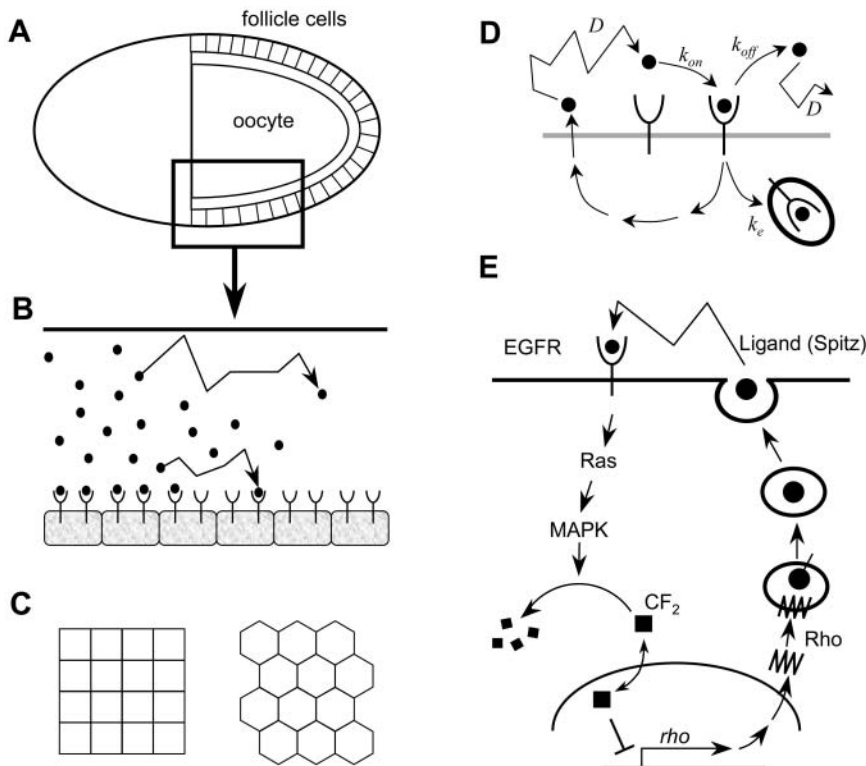 A
follicle cells
oocyte
B
C
D
D
k_on
k_off
D
k_e
E
EGFR
Ligand (Spitz)
Ras
MAPK
CF₂
Rho
rho